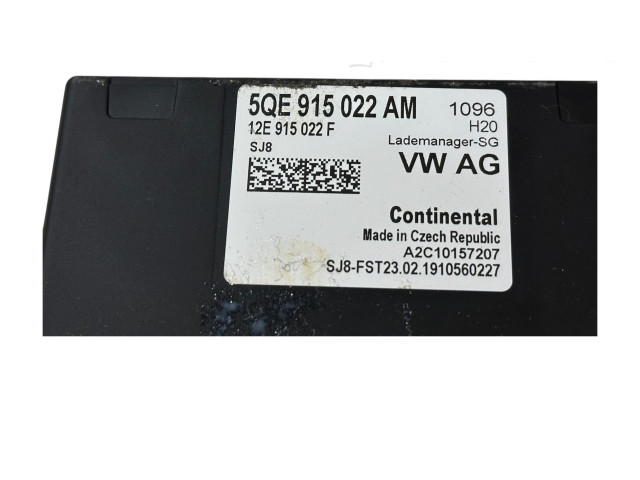 5QE 915 022 AM 1096
12E 915 022 F H20
SJ8 Lademanager-SG
VW AG
Continental
Made in Czech Republic
A2C10157207
SJ8-FST23.02.1910560227